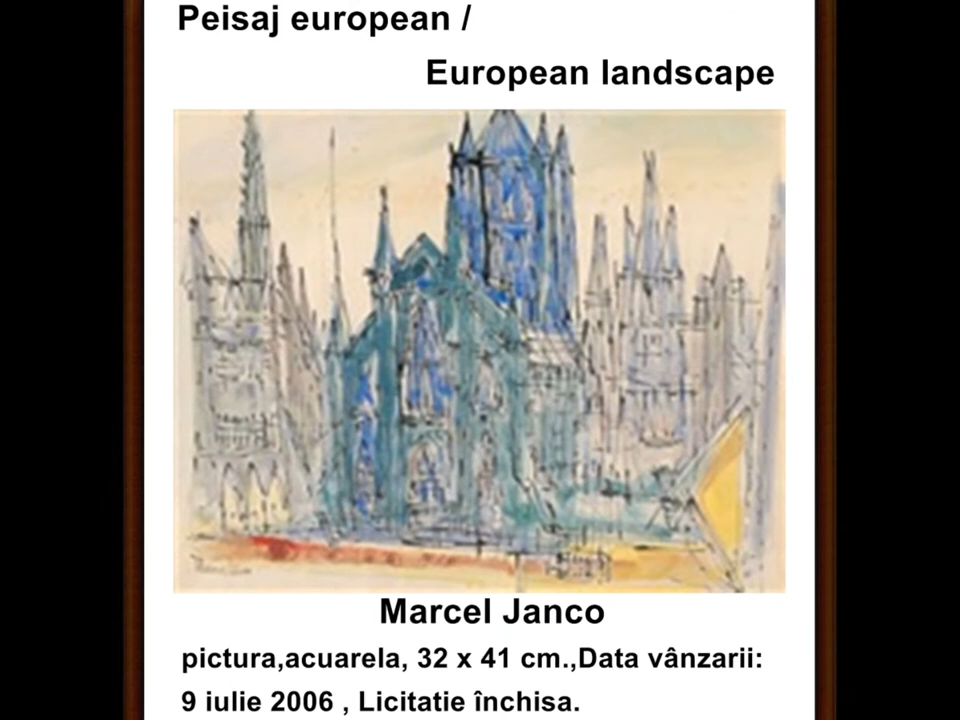 Peisaj european /
European landscape
Marcel Janco
pictura,acuarela, 32 x 41 cm.,Data vânzarii:
9 iulie 2006 , Licitatie închisa.